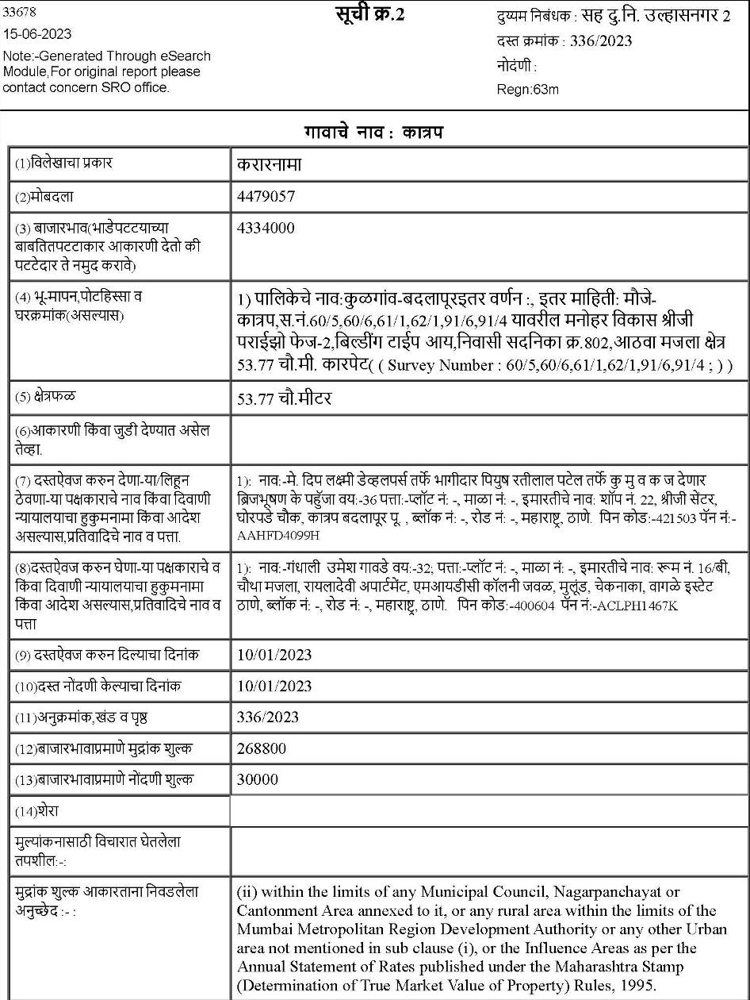 33678
सूची क्र.2
दुय्यम निबंधक : सह दु.नि. उल्हासनगर 2
15-06-2023
दस्त क्रमांक : 336/2023
Note:-Generated Through eSearch
Module,For original report please
contact concern SRO office.
नोदंणी :
Regn:63m
गावाचे नाव : कात्रप
(1)विलेखाचा प्रकार
करारनामा
(2)मोबदला
4479057
(3) बाजारभाव(भाडेपटटयाच्या
बाबतितपटटाकार आकारणी देतो की
पटटेदार ते नमुद करावे)
4334000
(4) भू-मापन,पोटहिस्सा व
घरक्रमांक(असल्यास)
1) पालिकेचे नाव:कुळगांव-बदलापूरइतर वर्णन :, इतर माहिती: मौजे-
कात्रप,स.नं.60/5,60/6,61/1,62/1,91/6,91/4 यावरील मनोहर विकास श्रीजी
पराईझो फेज-2,बिल्डींग टाईप आय,निवासी सदनिका क्र.802,आठवा मजला क्षेत्र
53.77 चौ.मी. कारपेट( ( Survey Number : 60/5,60/6,61/1,62/1,91/6,91/4 ; ) )
(5) क्षेत्रफळ
53.77 चौ.मीटर
(6)आकारणी किंवा जुडी देण्यात असेल
तेव्हा.
(7) दस्तऐवज करुन देणा-या/लिहून
ठेवणा-या पक्षकाराचे नाव किंवा दिवाणी
न्यायालयाचा हुकुमनामा किंवा आदेश
असल्यास,प्रतिवादिचे नाव व पत्ता.
1): नाव:-मे. दिप लक्ष्मी डेव्हलपर्स तर्फे भागीदार पियुष रतीलाल पटेल तर्फे कु मु व क ज देणार
ब्रिजभूषण के पहुँजा वय:-36 पत्ता:-प्लॉट नं: -, माळा नं: -, इमारतीचे नाव: शॉप नं. 22, श्रीजी सेंटर,
घोरपडे चौक, कात्रप बदलापूर पू. , ब्लॉक नं: -, रोड नं: -, महाराष्ट्र, ठाणे. पिन कोड:-421503 पॅन नं:-
AAHFD4099H
(8)दस्तऐवज करुन घेणा-या पक्षकाराचे व
किंवा दिवाणी न्यायालयाचा हुकुमनामा
किंवा आदेश असल्यास,प्रतिवादिचे नाव व
पत्ता
1): नाव:-गंधाली उमेश गावडे वय:-32; पत्ता:-प्लॉट नं: -, माळा नं: -, इमारतीचे नाव: रूम नं. 16/बी,
चौथा मजला, रायलादेवी अपार्टमेंट, एमआयडीसी कॉलनी जवळ, मुलूंड, चेकनाका, वागळे इस्टेट
ठाणे, ब्लॉक नं: -, रोड नं: -, महाराष्ट्र, ठाणे. पिन कोड:-400604 पॅन नं:-ACLPH1467K
(9) दस्तऐवज करुन दिल्याचा दिनांक
10/01/2023
(10)दस्त नोंदणी केल्याचा दिनांक
10/01/2023
(11)अनुक्रमांक,खंड व पृष्ठ
336/2023
(12)बाजारभावाप्रमाणे मुद्रांक शुल्क
268800
(13)बाजारभावाप्रमाणे नोंदणी शुल्क
30000
(14)शेरा
मुल्यांकनासाठी विचारात घेतलेला
तपशील:-:
मुद्रांक शुल्क आकारताना निवडलेला
अनुच्छेद :- :
(ii) within the limits of any Municipal Council, Nagarpanchayat or
Cantonment Area annexed to it, or any rural area within the limits of the
Mumbai Metropolitan Region Development Authority or any other Urban
area not mentioned in sub clause (i), or the Influence Areas as per the
Annual Statement of Rates published under the Maharashtra Stamp
(Determination of True Market Value of Property) Rules, 1995.